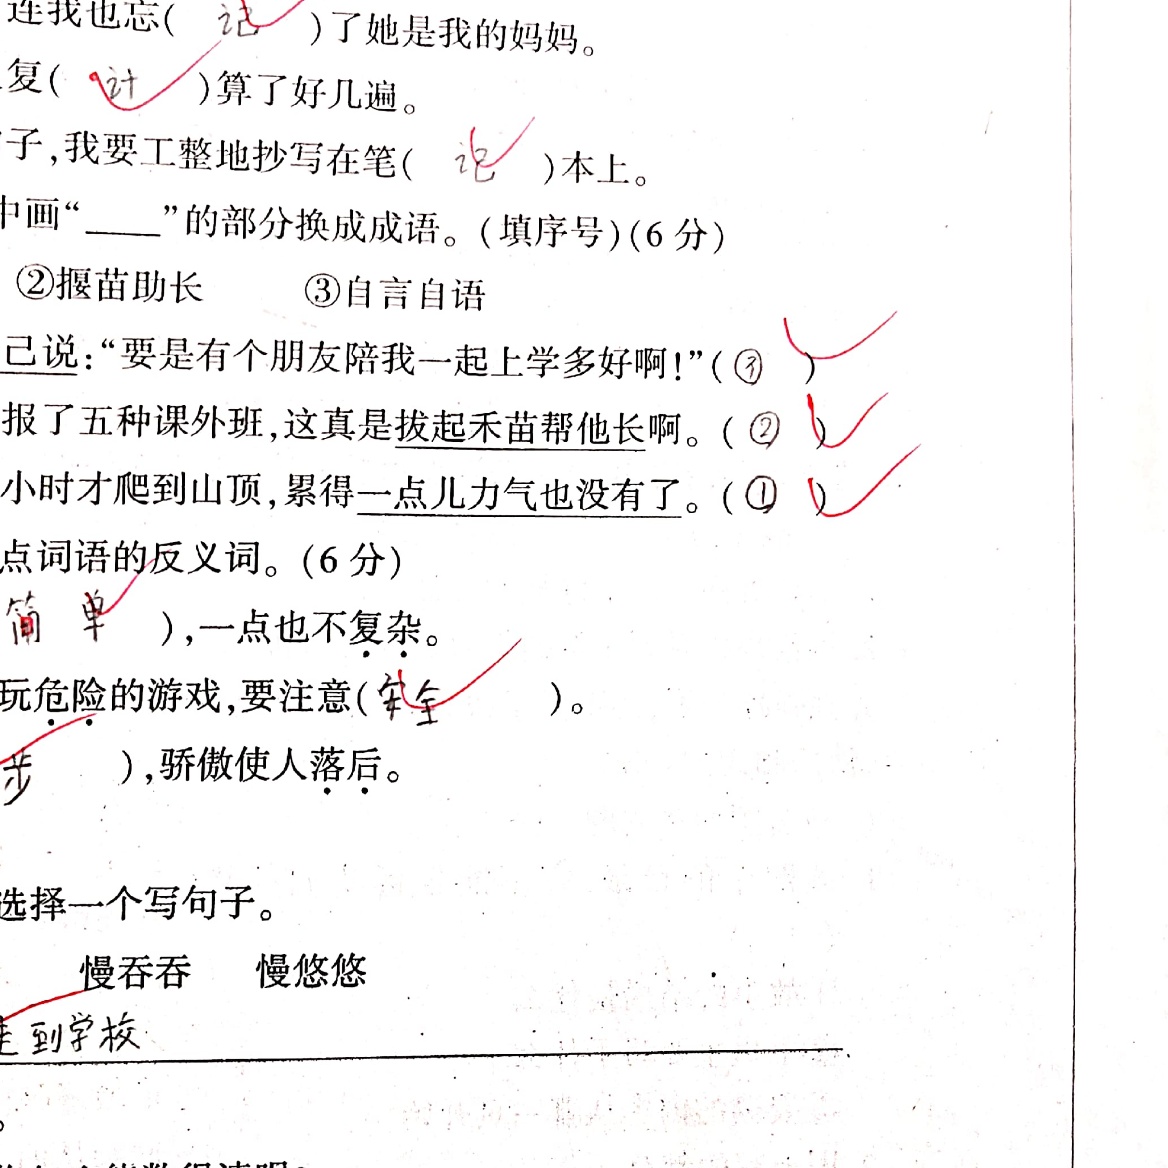 连我也忘( 记 )了她是我的妈妈。
复( 计 )算了好几遍。
子,我要工整地抄写在笔( 记 )本上。
中画“____”的部分换成成语。(填序号)(6 分)
②揠苗助长 ③自言自语
己说:“要是有个朋友陪我一起上学多好啊!”( ③ )
报了五种课外班,这真是拔起禾苗帮他长啊。( ② )
小时才爬到山顶,累得一点儿力气也没有了。( ① )
点词语的反义词。(6 分)
简单 ),一点也不复杂。
玩危险的游戏,要注意( 安全 )。
步 ),骄傲使人落后。
选择一个写句子。
慢吞吞 慢悠悠
走到学校
。